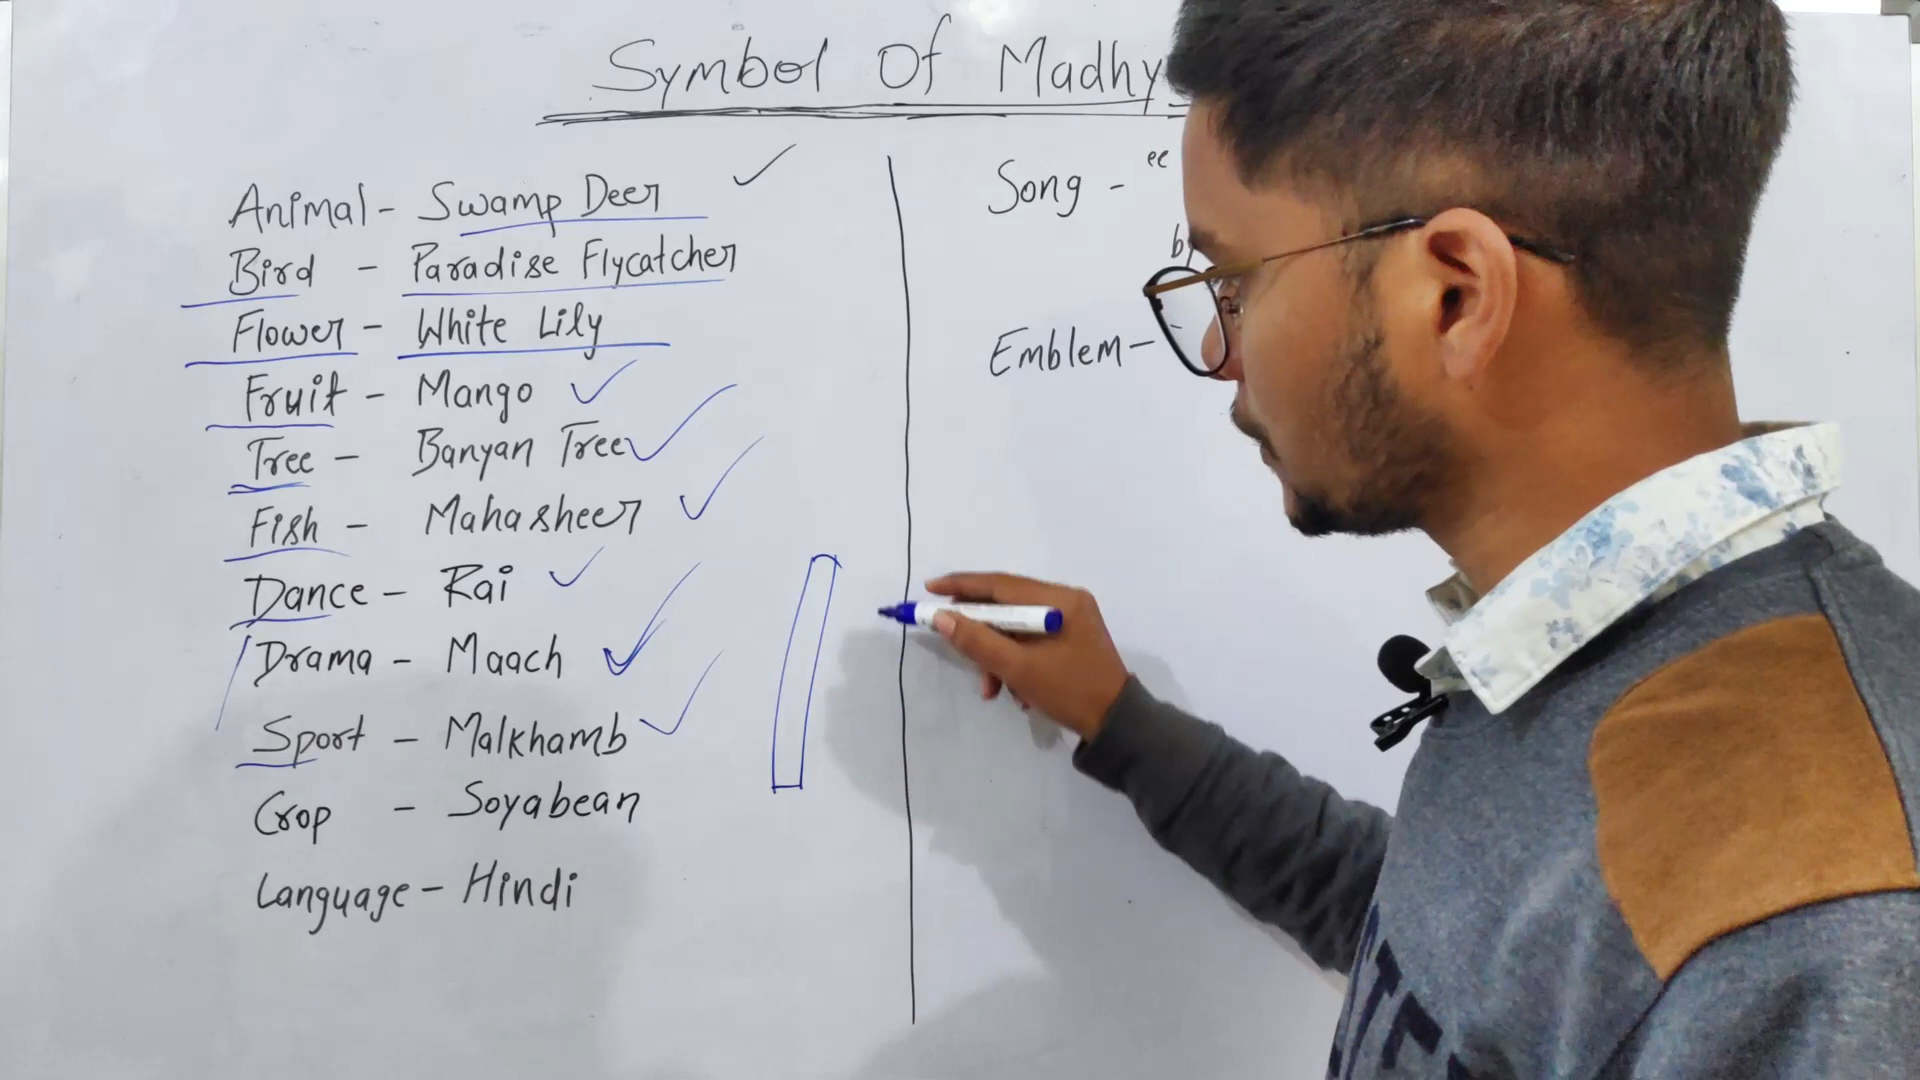 Symbol Of Madhy
Animal - Swamp Deer
Bird - Paradise Flycatcher
Flower - White Lily
Fruit - Mango
Tree - Banyan Tree
Fish - Mahasheer
Dance - Rai
Drama - Maach
Sport - Malkhamb
Crop - Soyabean
Language - Hindi
Song - "
by
Emblem -